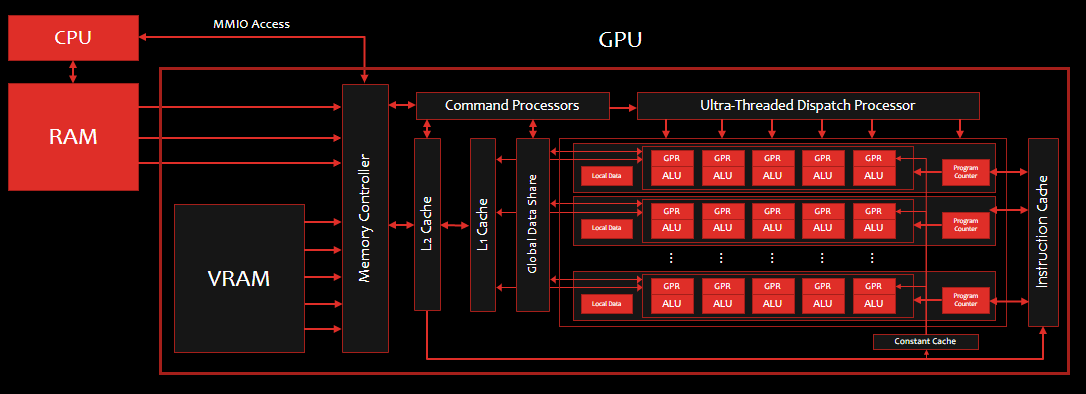 MMIO Access
CPU
GPU
RAM
VRAM
Memory Controller
Command Processors
Ultra-Threaded Dispatch Processor
L2 Cache
L1 Cache
Global Data Share
Local Data
GPR GPR GPR GPR GPR
ALU ALU ALU ALU ALU
Program
Counter
Local Data
GPR GPR GPR GPR GPR
ALU ALU ALU ALU ALU
Program
Counter
Local Data
GPR GPR GPR GPR GPR
ALU ALU ALU ALU ALU
Program
Counter
Instruction Cache
Constant Cache